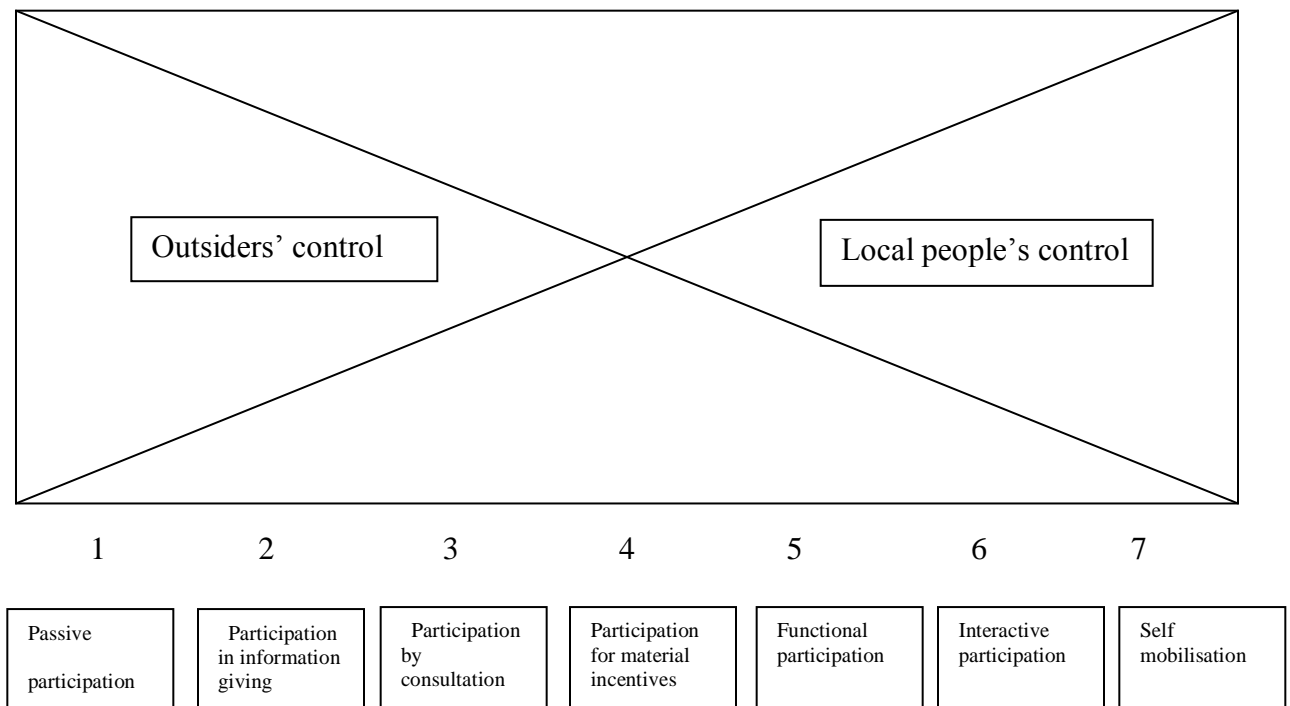 Outsiders’ control
Local people’s control
1 2 3 4 5 6 7
Passive
participation
Participation
in information
giving
Participation
by
consultation
Participation
for material
incentives
Functional
participation
Interactive
participation
Self
mobilisation